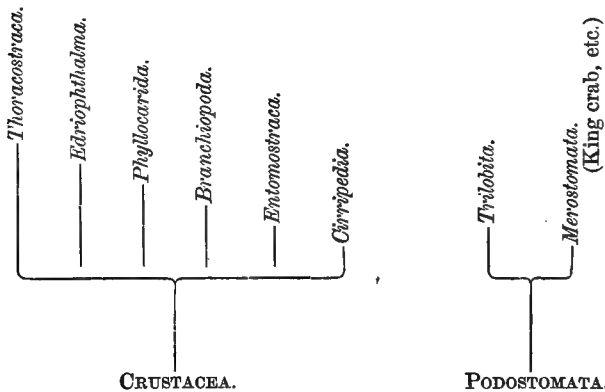 Thoracostraca.
Edriophthalma.
Phyllocarida.
Branchiopoda.
Entomostraca.
Cirripedia.
Trilobita.
Merostomata.
(King crab, etc.)
CRUSTACEA.
PODOSTOMATA.